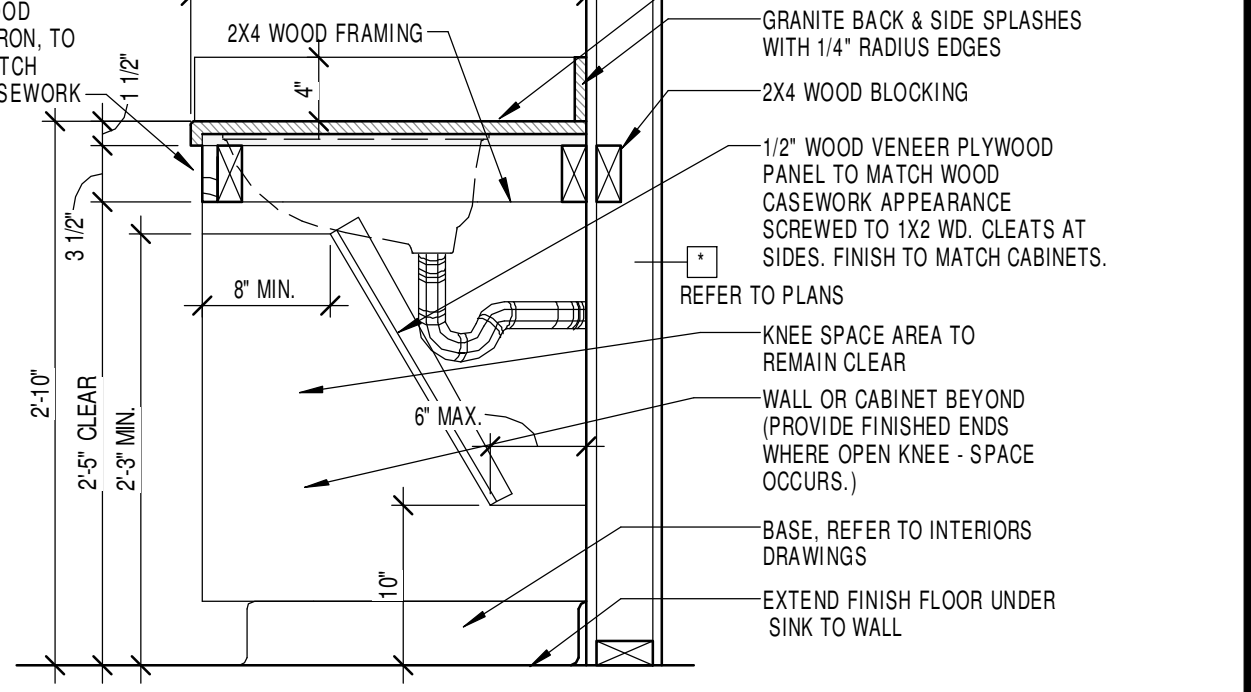 RON, TO
2X4 WOOD FRAMING
1 1/2"
4"
3 1/2"
8" MIN.
2'-10"
2'-5" CLEAR
2'-3" MIN.
6" MAX.
10"
GRANITE BACK & SIDE SPLASHES
WITH 1/4" RADIUS EDGES
2X4 WOOD BLOCKING
1/2" WOOD VENEER PLYWOOD
PANEL TO MATCH WOOD
CASEWORK APPEARANCE
SCREWED TO 1X2 WD. CLEATS AT
SIDES. FINISH TO MATCH CABINETS.
*
REFER TO PLANS
KNEE SPACE AREA TO
REMAIN CLEAR
WALL OR CABINET BEYOND
(PROVIDE FINISHED ENDS
WHERE OPEN KNEE - SPACE
OCCURS.)
BASE, REFER TO INTERIORS
DRAWINGS
EXTEND FINISH FLOOR UNDER
SINK TO WALL